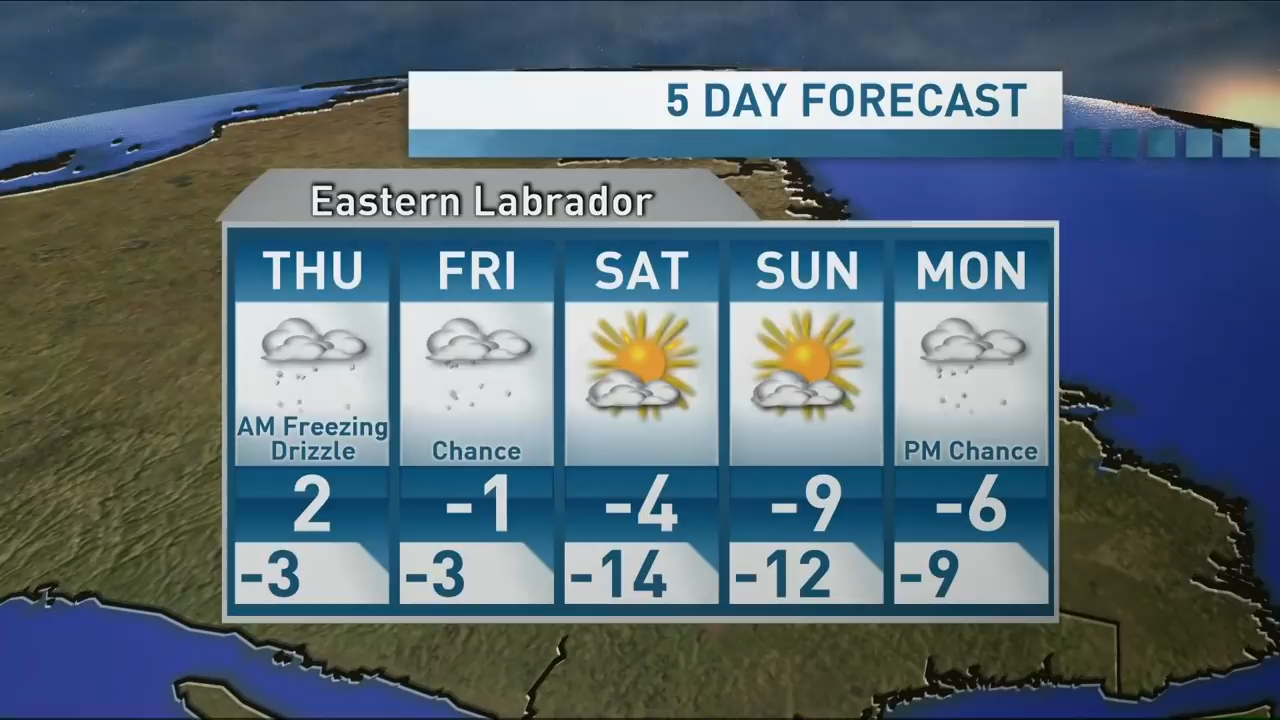 5 DAY FORECAST
Eastern Labrador
THU FRI SAT SUN MON
AM Freezing
Drizzle Chance PM Chance
2 -1 -4 -9 -6
-3 -3 -14 -12 -9